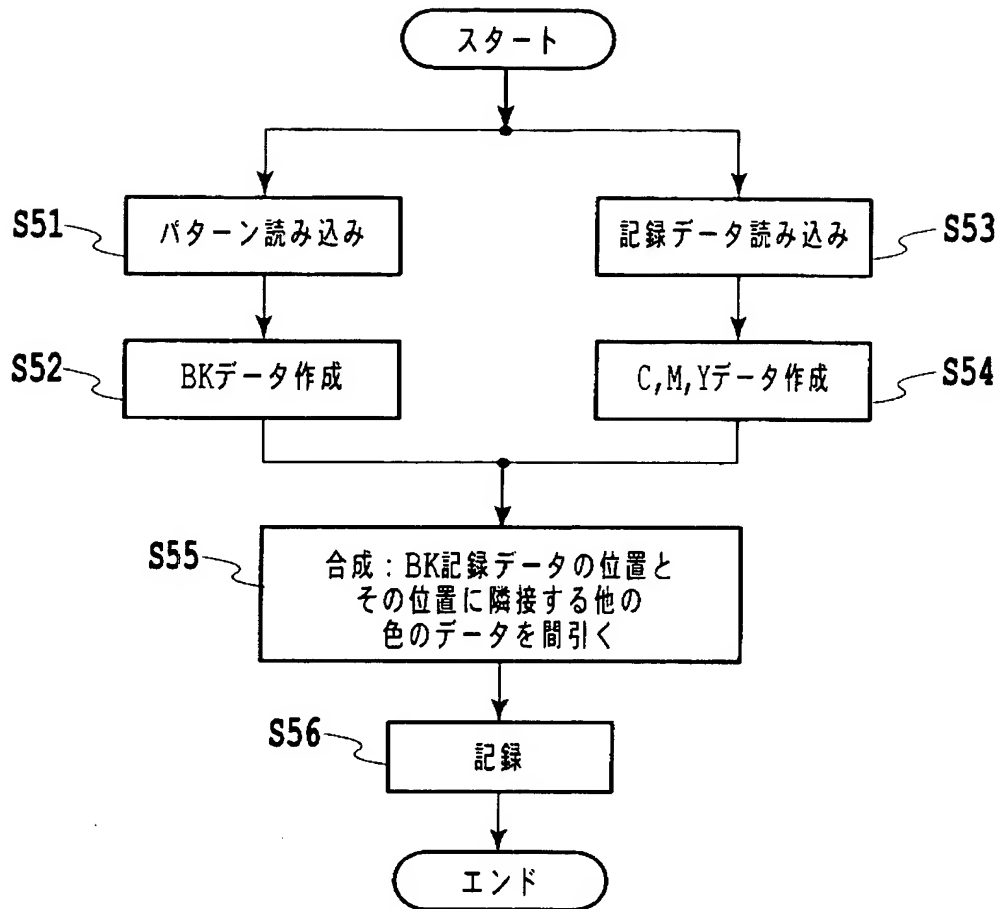 スタート
S51
パターン読み込み
記録データ読み込み
S53
S52
BKデータ作成
C,M,Yデータ作成
S54
S55
合成：BK記録データの位置と
その位置に隣接する他の
色のデータを間引く
S56
記録
エンド